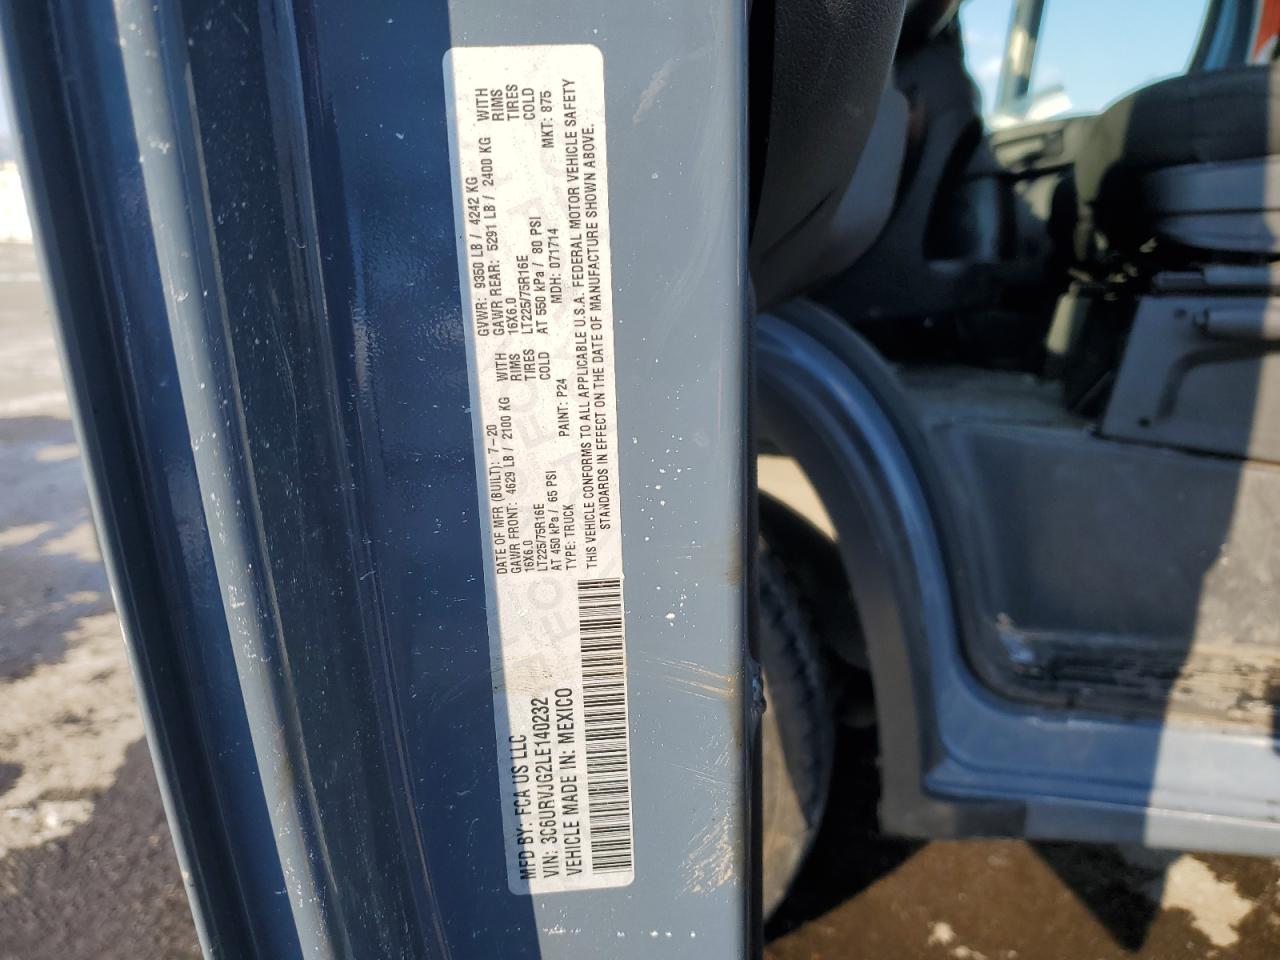 MFD BY: FCA US LLC
VIN: 3C6URVJG2LE140232
VEHICLE MADE IN: MEXICO
DATE OF MFR (BUILT): 7-20 GVWR: 9350 LB / 4242 KG
GAWR FRONT: 4629 LB / 2100 KG WITH GAWR REAR: 5291 LB / 2400 KG WITH
16X6.0 RIMS 16X6.0 RIMS
LT225/75R16E TIRES LT225/75R16E TIRES
AT 450 kPa / 65 PSI COLD AT 550 kPa / 80 PSI COLD
TYPE: TRUCK PAINT: P24 MDH: 071714 MKT: 875
THIS VEHICLE CONFORMS TO ALL APPLICABLE U.S.A. FEDERAL MOTOR VEHICLE SAFETY
STANDARDS IN EFFECT ON THE DATE OF MANUFACTURE SHOWN ABOVE.